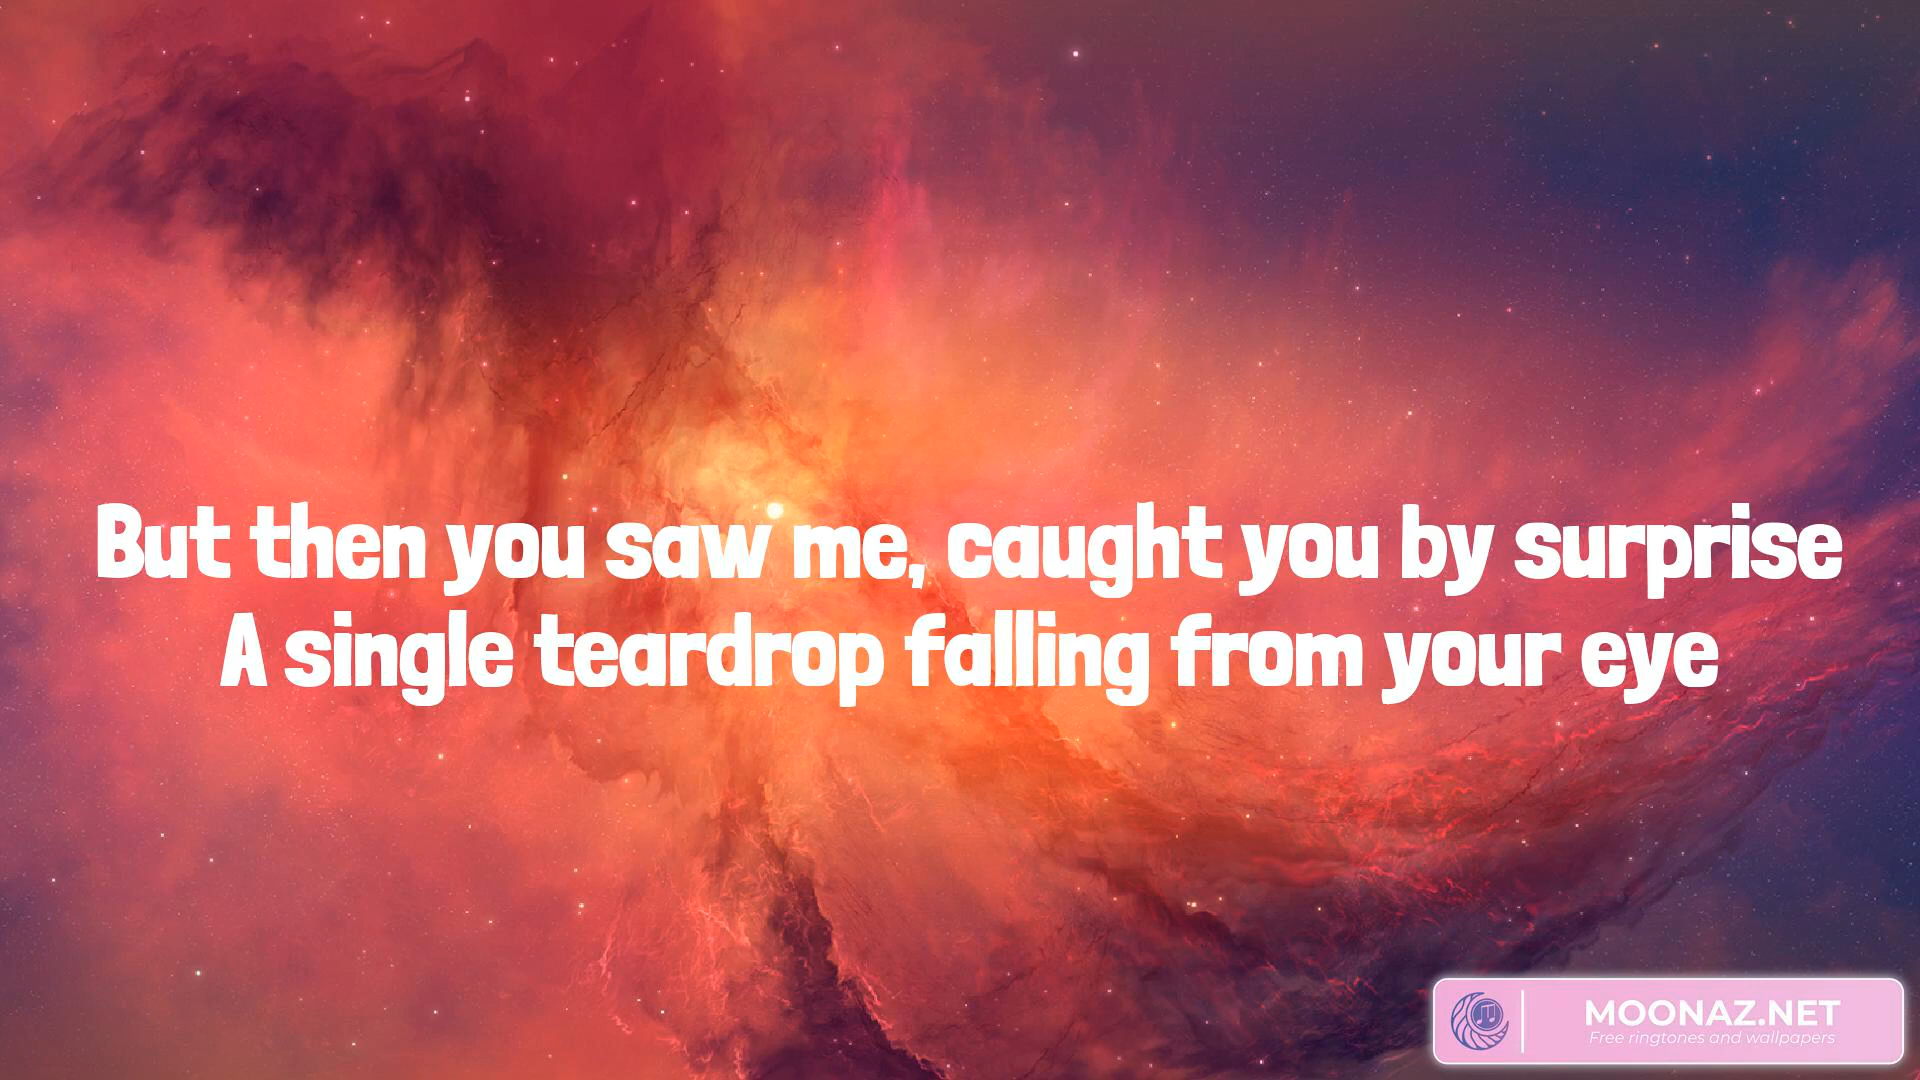 But then you saw me, caught you by surprise
A single teardrop falling from your eye
MOONAZ.NET
Free ringtones and wallpapers